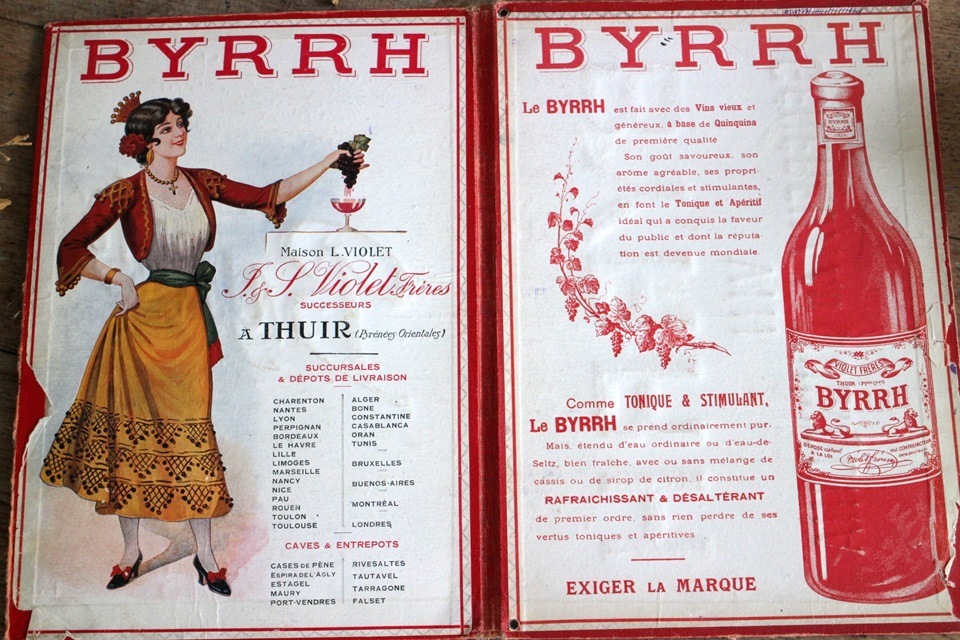 BYRRH
Maison L. VIOLET
J. & S. Violet Frères
SUCCESSEURS
A THUIR (Pyrénées Orientales)
SUCCURSALES
& DÉPOTS DE LIVRAISON
CHARENTON
NANTES
LYON
PERPIGNAN
BORDEAUX
LE HAVRE
LILLE
LIMOGES
MARSEILLE
NANCY
NICE
PAU
ROUEN
TOULON
TOULOUSE
ALGER
BONE
CONSTANTINE
CASABLANCA
ORAN
TUNIS
BRUXELLES
BUENOS-AIRES
MONTRÉAL
LONDRES
CAVES & ENTREPOTS
CASES DE PÈNE
ESPIRA DE L'AGLY
ESTAGEL
MAURY
PORT-VENDRES
RIVESALTES
TAUTAVEL
TARRAGONE
FALSET
BYRRH
Le BYRRH est fait avec des Vins vieux et
généreux, à base de Quinquina
de première qualité
Son goût savoureux, son
arôme agréable, ses propri-
étés cordiales et stimulantes,
en font le Tonique et Apéritif
idéal qui a conquis la faveur
du public et dont la réputa-
tion est devenue mondiale.
Comme TONIQUE & STIMULANT,
Le BYRRH se prend ordinairement pur.
Mais, étendu d'eau ordinaire ou d'eau-de-
Seltz, bien fraîche, avec ou sans mélange de
cassis ou de sirop de citron, il constitue un
RAFRAICHISSANT & DÉSALTÉRANT
de premier ordre, sans rien perdre de ses
vertus toniques et apéritives
EXIGER LA MARQUE
BYRRH
VIOLET FRÈRES
THUIR
BYRRH
DÉPOSÉ conformt
A LA LOI
Violet frères